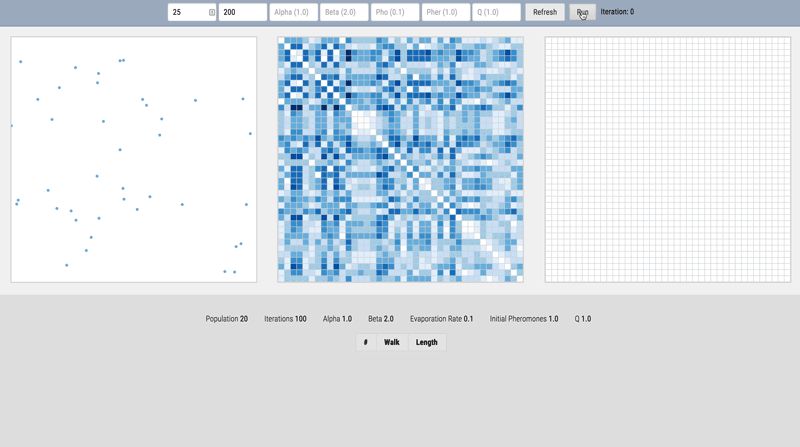 25 200 Alpha (1.0) Beta (2.0) Pho (0.1) Pher (1.0) Q (1.0) Refresh Run Iteration: 0
Population 20 Iterations 100 Alpha 1.0 Beta 2.0 Evaporation Rate 0.1 Initial Pheromones 1.0 Q 1.0
# Walk Length